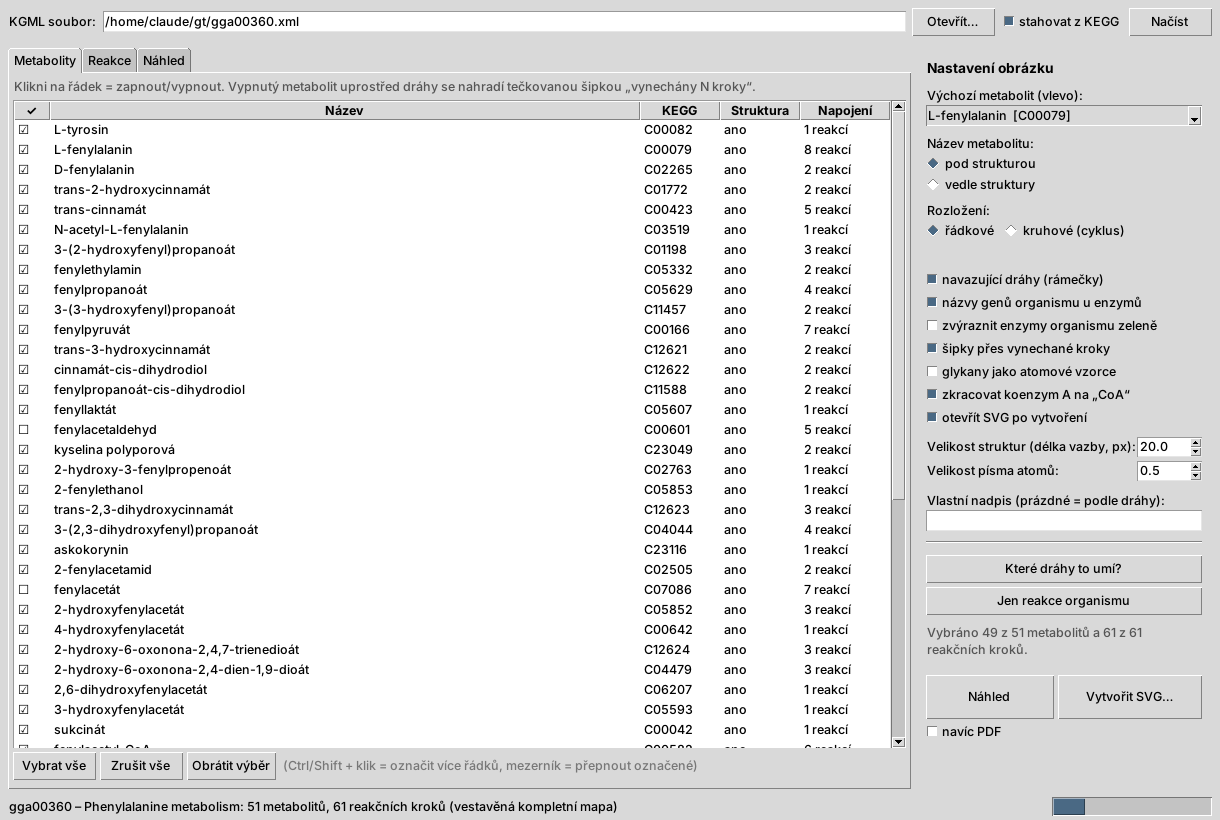 KGML soubor: /home/claude/gt/gga00360.xml Otevřít... stahovat z KEGG Načíst
Metabolity Reakce Náhled
Klikni na řádek = zapnout/vypnout. Vypnutý metabolit uprostřed dráhy se nahradí tečkovanou šipkou „vynechány N kroky“.
✓ Název KEGG Struktura Napojení
☑ L-tyrosin C00082 ano 1 reakcí
☑ L-fenylalanin C00079 ano 8 reakcí
☑ D-fenylalanin C02265 ano 2 reakcí
☑ trans-2-hydroxycinnamát C01772 ano 2 reakcí
☑ trans-cinnamát C00423 ano 5 reakcí
☑ N-acetyl-L-fenylalanin C03519 ano 1 reakcí
☑ 3-(2-hydroxyfenyl)propanoát C01198 ano 3 reakcí
☑ fenylethylamin C05332 ano 2 reakcí
☑ fenylpropanoát C05629 ano 4 reakcí
☑ 3-(3-hydroxyfenyl)propanoát C11457 ano 2 reakcí
☑ fenylpyruvát C00166 ano 7 reakcí
☑ trans-3-hydroxycinnamát C12621 ano 2 reakcí
☑ cinnamát-cis-dihydrodiol C12622 ano 2 reakcí
☑ fenylpropanoát-cis-dihydrodiol C11588 ano 2 reakcí
☑ fenyllaktát C05607 ano 1 reakcí
☐ fenylacetaldehyd C00601 ano 5 reakcí
☑ kyselina polyporová C23049 ano 2 reakcí
☑ 2-hydroxy-3-fenylpropenoát C02763 ano 1 reakcí
☑ 2-fenylethanol C05853 ano 1 reakcí
☑ trans-2,3-dihydroxycinnamát C12623 ano 3 reakcí
☑ 3-(2,3-dihydroxyfenyl)propanoát C04044 ano 4 reakcí
☑ askokorynin C23116 ano 1 reakcí
☑ 2-fenylacetamid C02505 ano 2 reakcí
☐ fenylacetát C07086 ano 7 reakcí
☑ 2-hydroxyfenylacetát C05852 ano 3 reakcí
☑ 4-hydroxyfenylacetát C00642 ano 1 reakcí
☑ 2-hydroxy-6-oxonona-2,4,7-trienedioát C12624 ano 3 reakcí
☑ 2-hydroxy-6-oxonona-2,4-dien-1,9-dioát C04479 ano 3 reakcí
☑ 2,6-dihydroxyfenylacetát C06207 ano 1 reakcí
☑ 3-hydroxyfenylacetát C05593 ano 1 reakcí
☑ sukcinát C00042 ano 1 reakcí
Vybrat vše Zrušit vše Obrátit výběr (Ctrl/Shift + klik = označit více řádků, mezerník = přepnout označené)
Nastavení obrázku
Výchozí metabolit (vlevo):
L-fenylalanin [C00079]
Název metabolitu:
pod strukturou
vedle struktury
Rozložení:
řádkové kruhové (cyklus)
navazující dráhy (rámečky)
názvy genů organismu u enzymů
zvýraznit enzymy organismu zeleně
šipky přes vynechané kroky
glykany jako atomové vzorce
zkracovat koenzym A na „CoA“
otevřít SVG po vytvoření
Velikost struktur (délka vazby, px): 20.0
Velikost písma atomů: 0.5
Vlastní nadpis (prázdné = podle dráhy):
Které dráhy to umí?
Jen reakce organismu
Vybráno 49 z 51 metabolitů a 61 z 61
reakčních kroků.
Náhled Vytvořit SVG...
navíc PDF
gga00360 – Phenylalanine metabolism: 51 metabolitů, 61 reakčních kroků (vestavěná kompletní mapa)